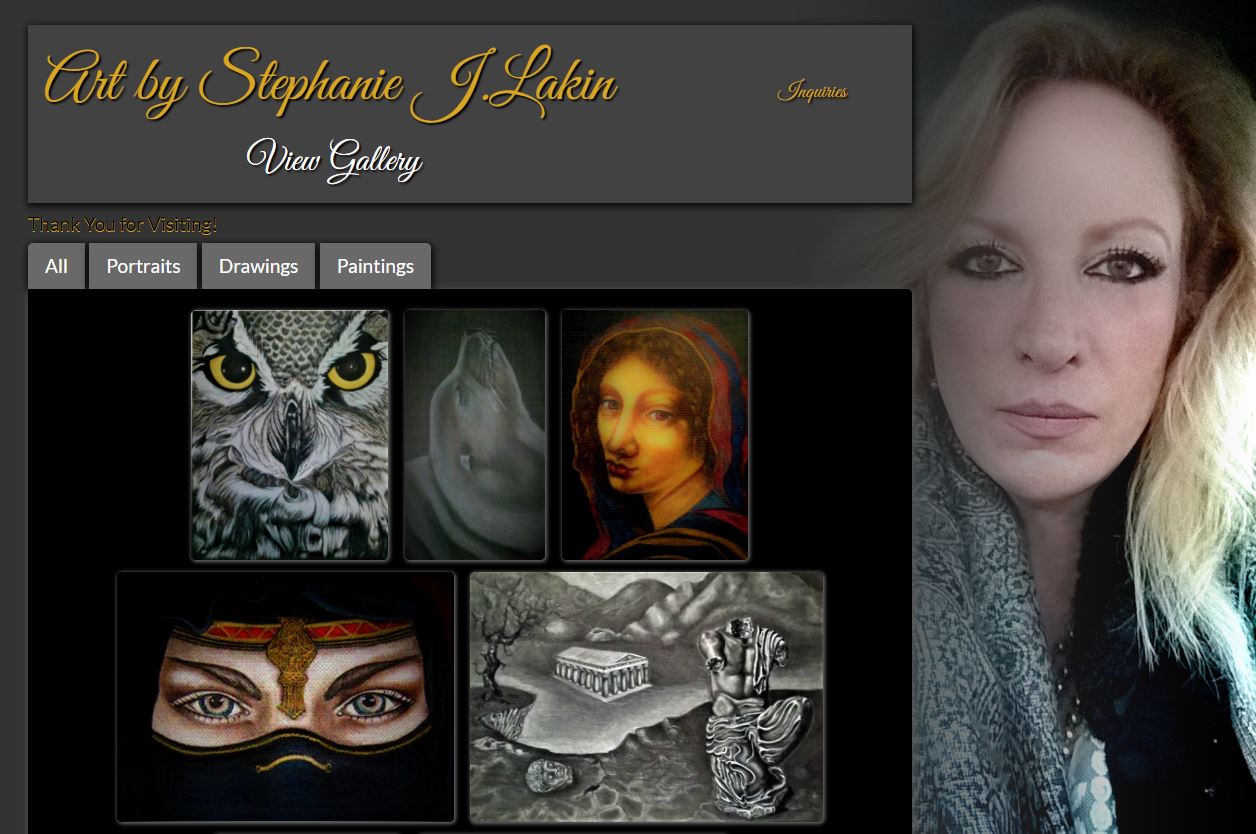 Art by Stephanie J.Lakin
Inquiries
View Gallery
Thank You for Visiting!
All
Portraits
Drawings
Paintings